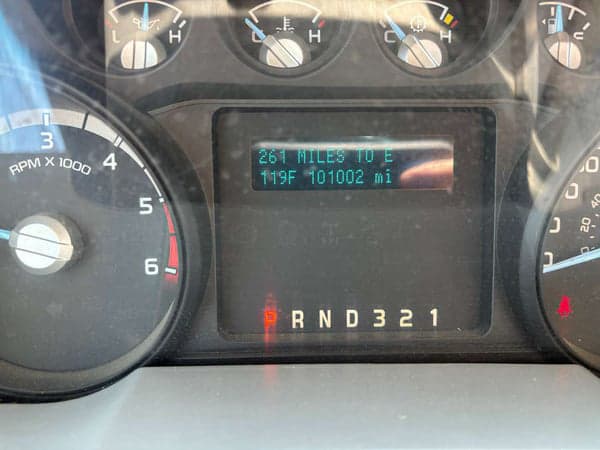 L H
C H
C H
3
4
5
6
RPM X 1000
261 MILES TO E
119F 101002 mi
P R N D 3 2 1